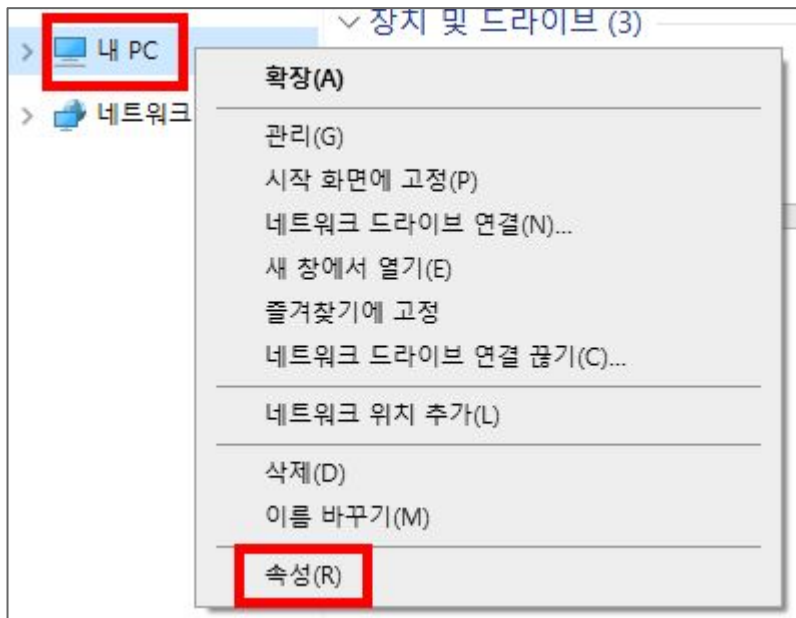 장치 및 드라이브 (3)
내 PC
네트워크
확장(A)
관리(G)
시작 화면에 고정(P)
네트워크 드라이브 연결(N)...
새 창에서 열기(E)
즐겨찾기에 고정
네트워크 드라이브 연결 끊기(C)...
네트워크 위치 추가(L)
삭제(D)
이름 바꾸기(M)
속성(R)